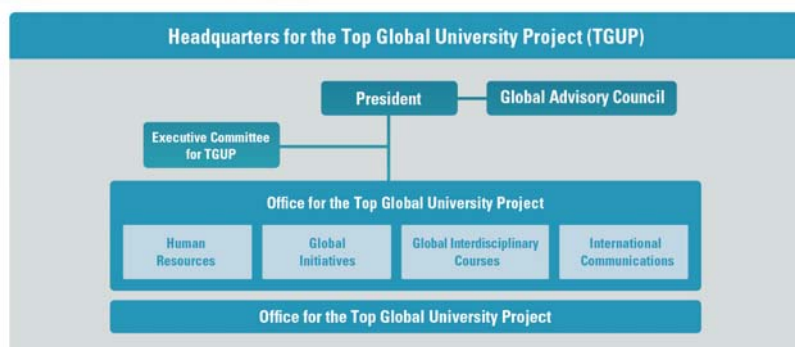 Headquarters for the Top Global University Project (TGUP)
President
Global Advisory Council
Executive Committee
for TGUP
Office for the Top Global University Project
Human
Resources
Global
Initiatives
Global Interdisciplinary
Courses
International
Communications
Office for the Top Global University Project